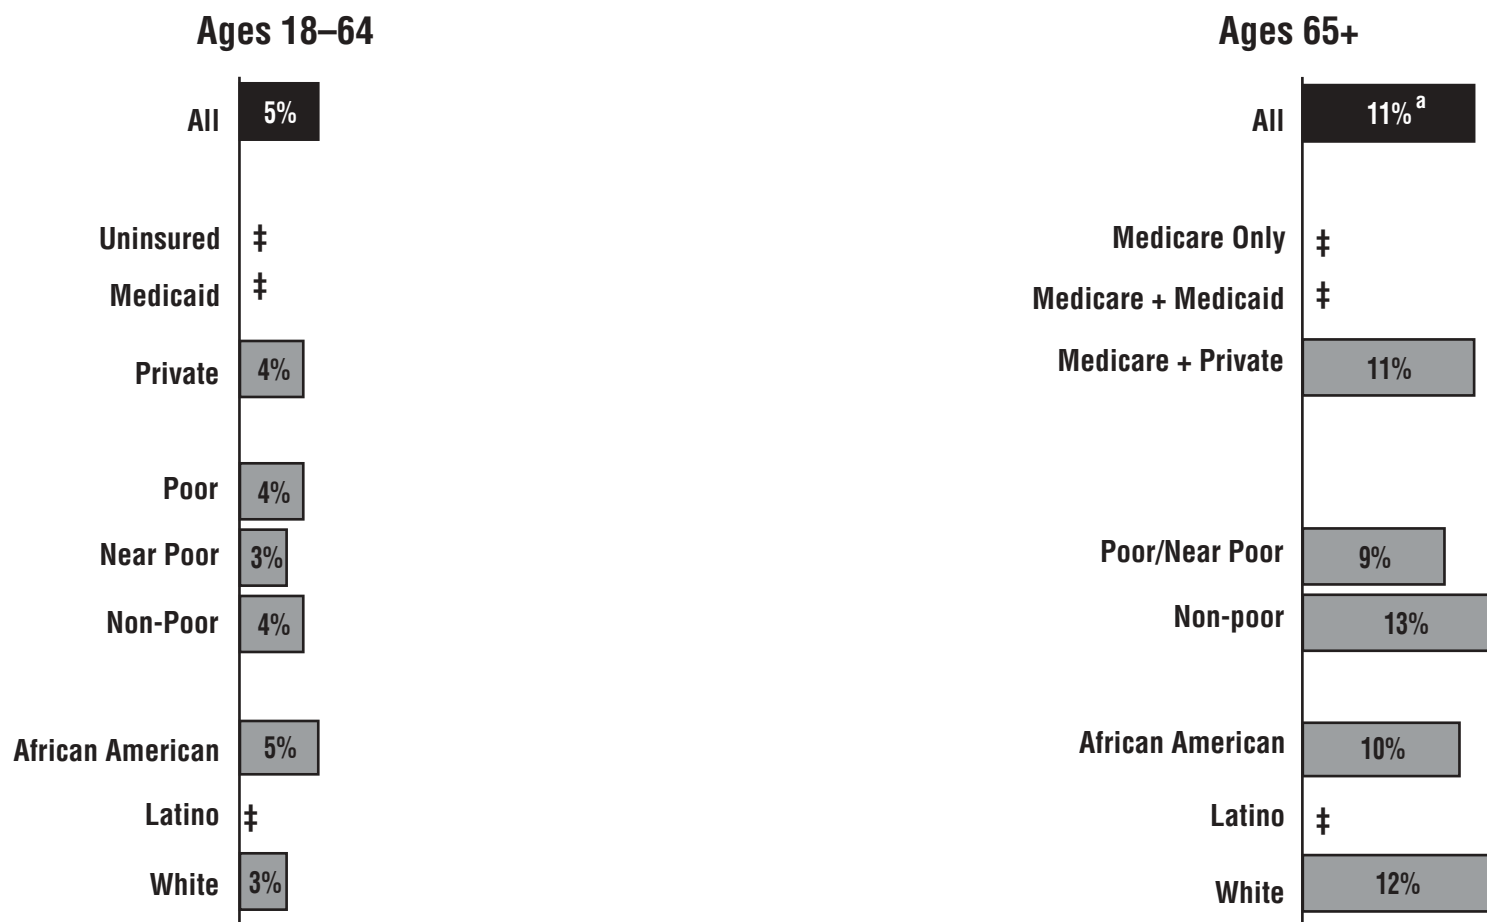 Ages 18–64
All 5%
Uninsured ‡
Medicaid ‡
Private 4%
Poor 4%
Near Poor 3%
Non-Poor 4%
African American 5%
Latino ‡
White 3%
Ages 65+
All 11% a
Medicare Only ‡
Medicare + Medicaid ‡
Medicare + Private 11%
Poor/Near Poor 9%
Non-poor 13%
African American 10%
Latino ‡
White 12%